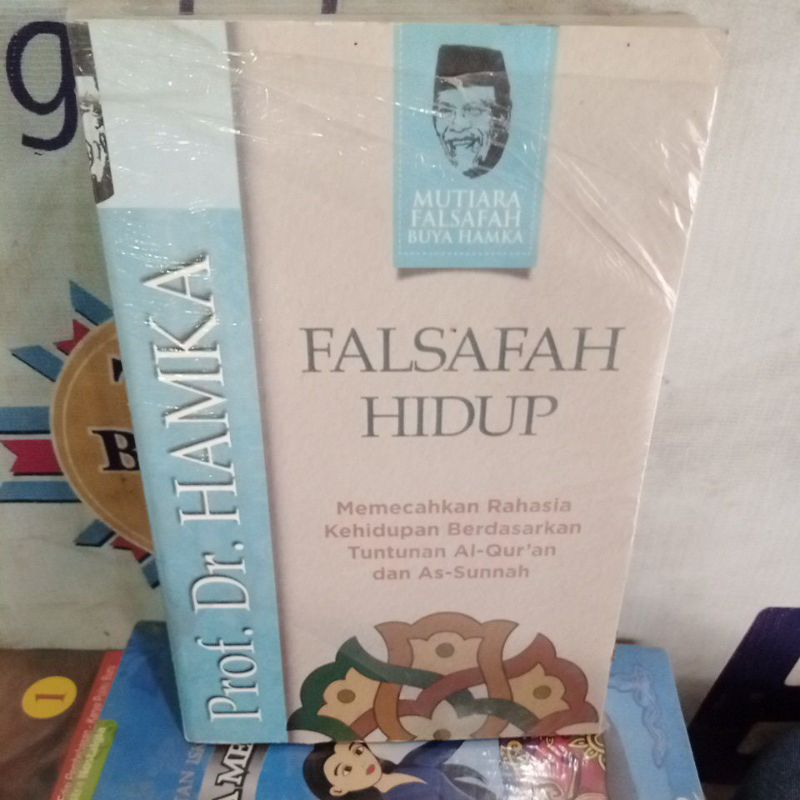 g
MUTIARA
FALSAFAH
BUYA HAMKA
FALSAFAH
HIDUP
Memecahkan Rahasia
Kehidupan Berdasarkan
Tuntunan Al-Qur'an
dan As-Sunnah
Prof. Dr. HAMKA
1